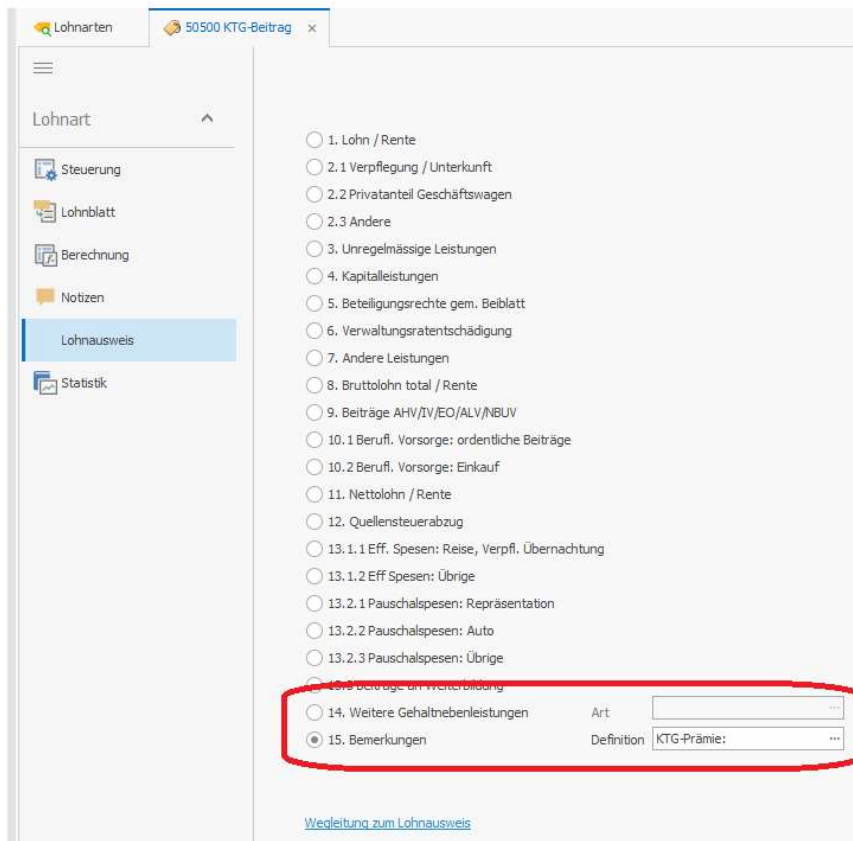 Lohnarten
50500 KTG-Beitrag ×
Lohnart
Steuerung
Lohnblatt
Berechnung
Notizen
Lohnausweis
Statistik
1. Lohn / Rente
2.1 Verpflegung / Unterkunft
2.2 Privatanteil Geschäftswagen
2.3 Andere
3. Unregelmässige Leistungen
4. Kapitalleistungen
5. Beteiligungsrechte gem. Beiblatt
6. Verwaltungsratentschädigung
7. Andere Leistungen
8. Bruttolohn total / Rente
9. Beiträge AHV/IV/EO/ALV/NBUV
10.1 Berufl. Vorsorge: ordentliche Beiträge
10.2 Berufl. Vorsorge: Einkauf
11. Nettolohn / Rente
12. Quellensteuerabzug
13.1.1 Eff. Spesen: Reise, Verpfl. Übernachtung
13.1.2 Eff Spesen: Übrige
13.2.1 Pauschalspesen: Repräsentation
13.2.2 Pauschalspesen: Auto
13.2.3 Pauschalspesen: Übrige
13.3 Beiträge an Weiterbildung
14. Weitere Gehaltnebenleistungen Art ...
15. Bemerkungen Definition KTG-Prämie: ...
Wegleitung zum Lohnausweis